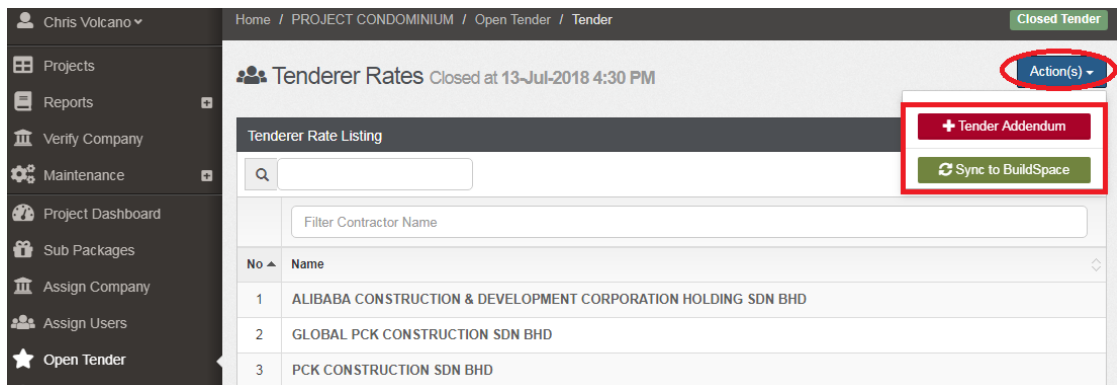 Chris Volcano
Home / PROJECT CONDOMINIUM / Open Tender / Tender
Closed Tender
Projects
Reports
Verify Company
Maintenance
Project Dashboard
Sub Packages
Assign Company
Assign Users
Open Tender
Tenderer Rates Closed at 13-Jul-2018 4:30 PM
Action(s)
Tender Addendum
Sync to BuildSpace
Tenderer Rate Listing
Filter Contractor Name
No Name
1 ALIBABA CONSTRUCTION & DEVELOPMENT CORPORATION HOLDING SDN BHD
2 GLOBAL PCK CONSTRUCTION SDN BHD
3 PCK CONSTRUCTION SDN BHD